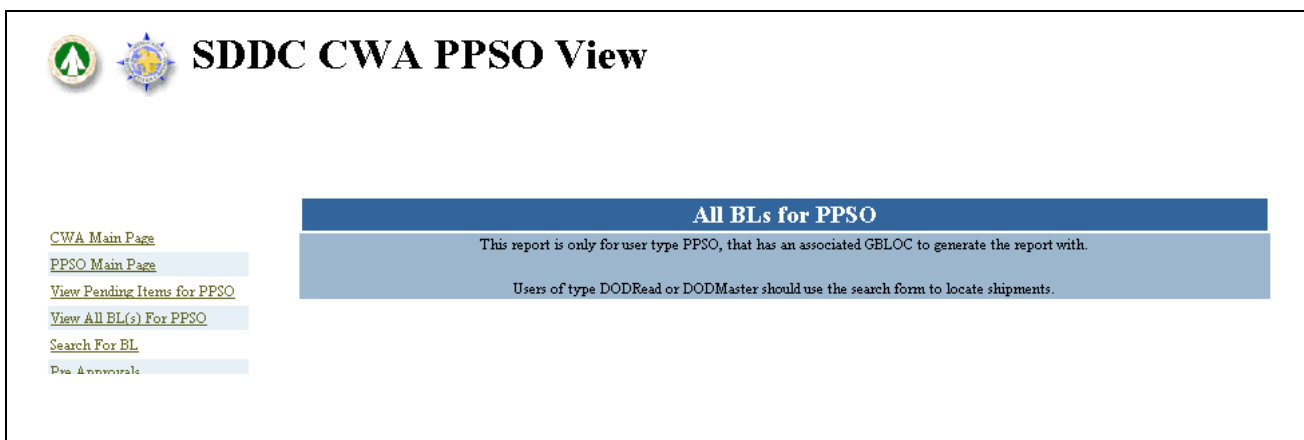 SDDC CWA PPSO View
All BLs for PPSO
This report is only for user type PPSO, that has an associated GBLOC to generate the report with.
Users of type DODRead or DODMaster should use the search form to locate shipments.
CWA Main Page
PPSO Main Page
View Pending Items for PPSO
View All BL(s) For PPSO
Search For BL
Pre Approvals